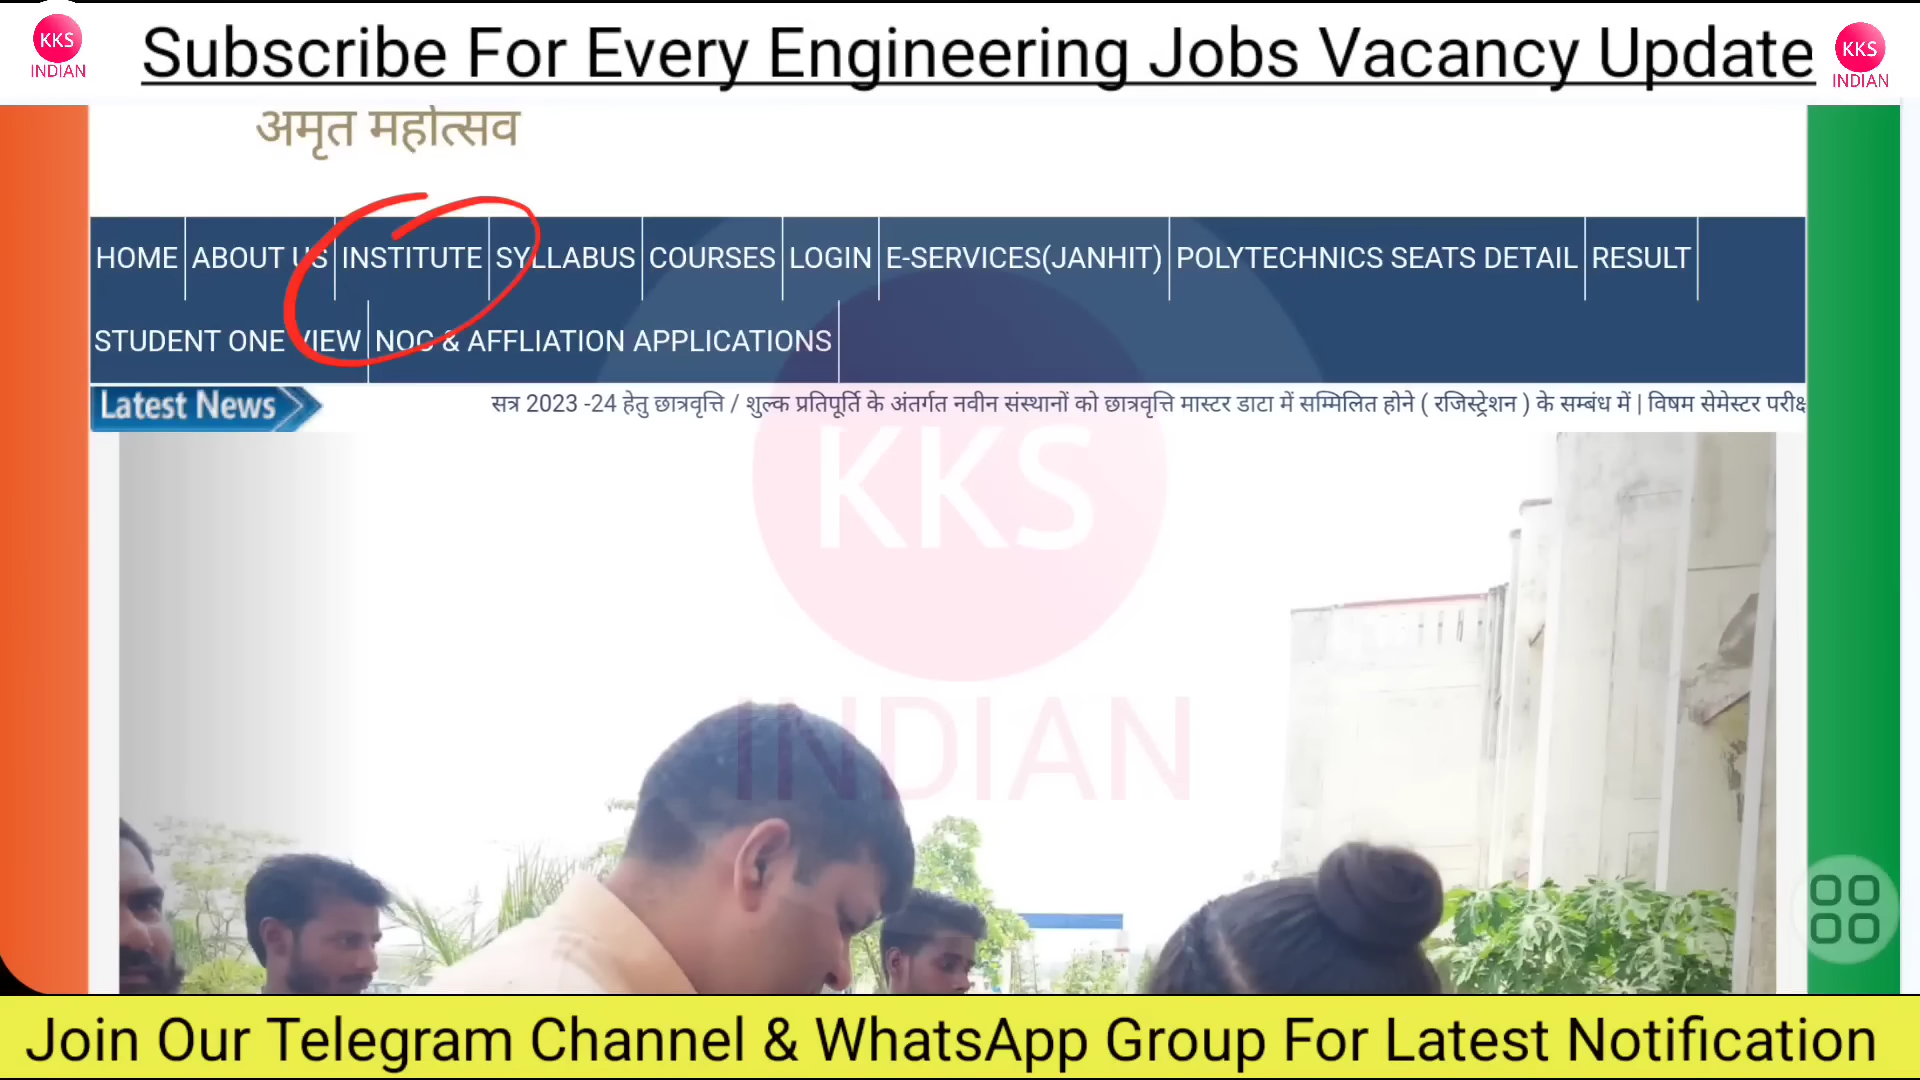 KKS
INDIAN
Subscribe For Every Engineering Jobs Vacancy Update
KKS
INDIAN
अमृत महोत्सव
HOME ABOUT US INSTITUTE SYLLABUS COURSES LOGIN E-SERVICES(JANHIT) POLYTECHNICS SEATS DETAIL RESULT
STUDENT ONE VIEW NOC & AFFLIATION APPLICATIONS
Latest News सत्र 2023 -24 हेतु छात्रवृत्ति / शुल्क प्रतिपूर्ति के अंतर्गत नवीन संस्थानों को छात्रवृत्ति मास्टर डाटा में सम्मिलित होने ( रजिस्ट्रेशन ) के सम्बंध में | विषम सेमेस्टर
KKS
INDIAN
Join Our Telegram Channel & WhatsApp Group For Latest Notification